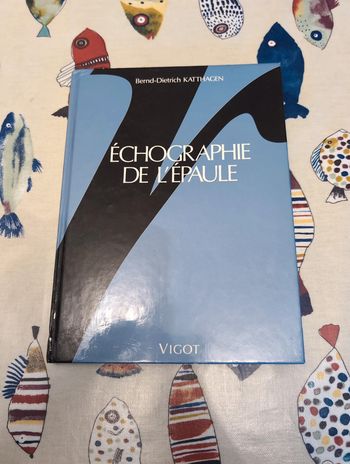 Bernd-Dietrich KATTHAGEN
ÉCHOGRAPHIE
DE L'ÉPAULE
VIGOT